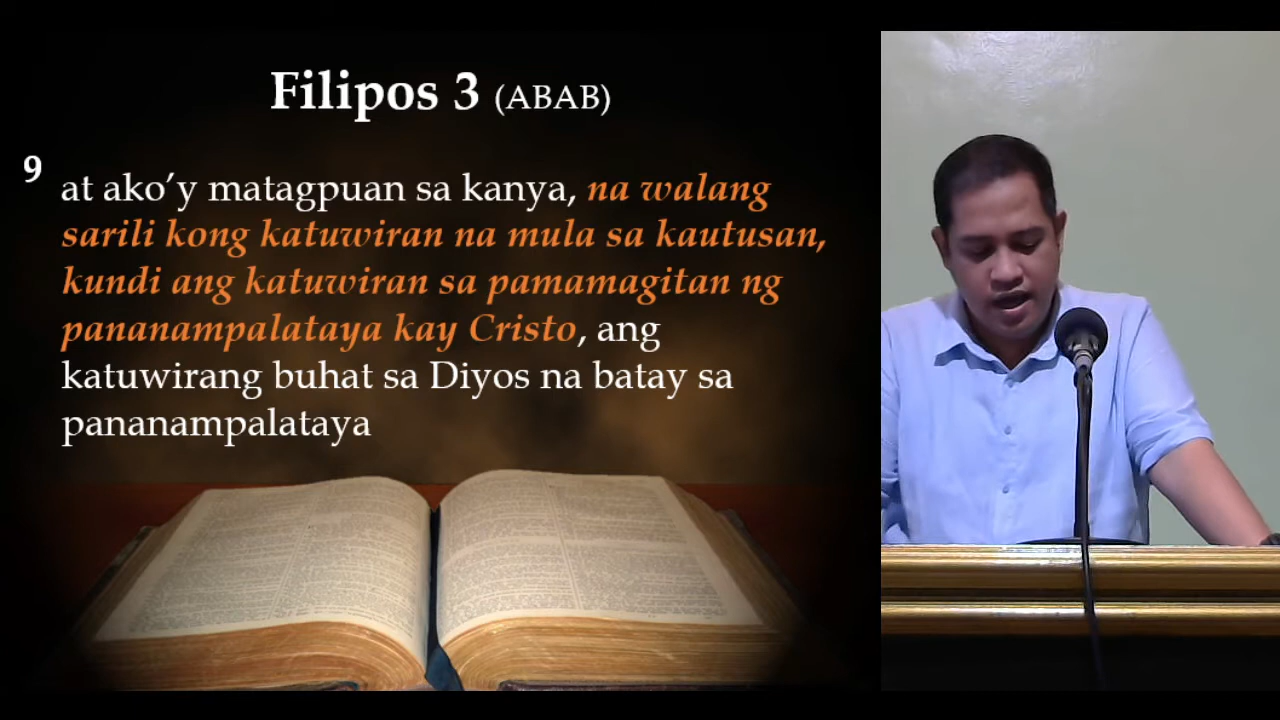 Filipos 3 (ABAB)
9 at ako’y matagpuan sa kanya, na walang
sarili kong katuwiran na mula sa kautusan,
kundi ang katuwiran sa pamamagitan ng
pananampalataya kay Cristo, ang
katuwirang buhat sa Diyos na batay sa
pananampalataya